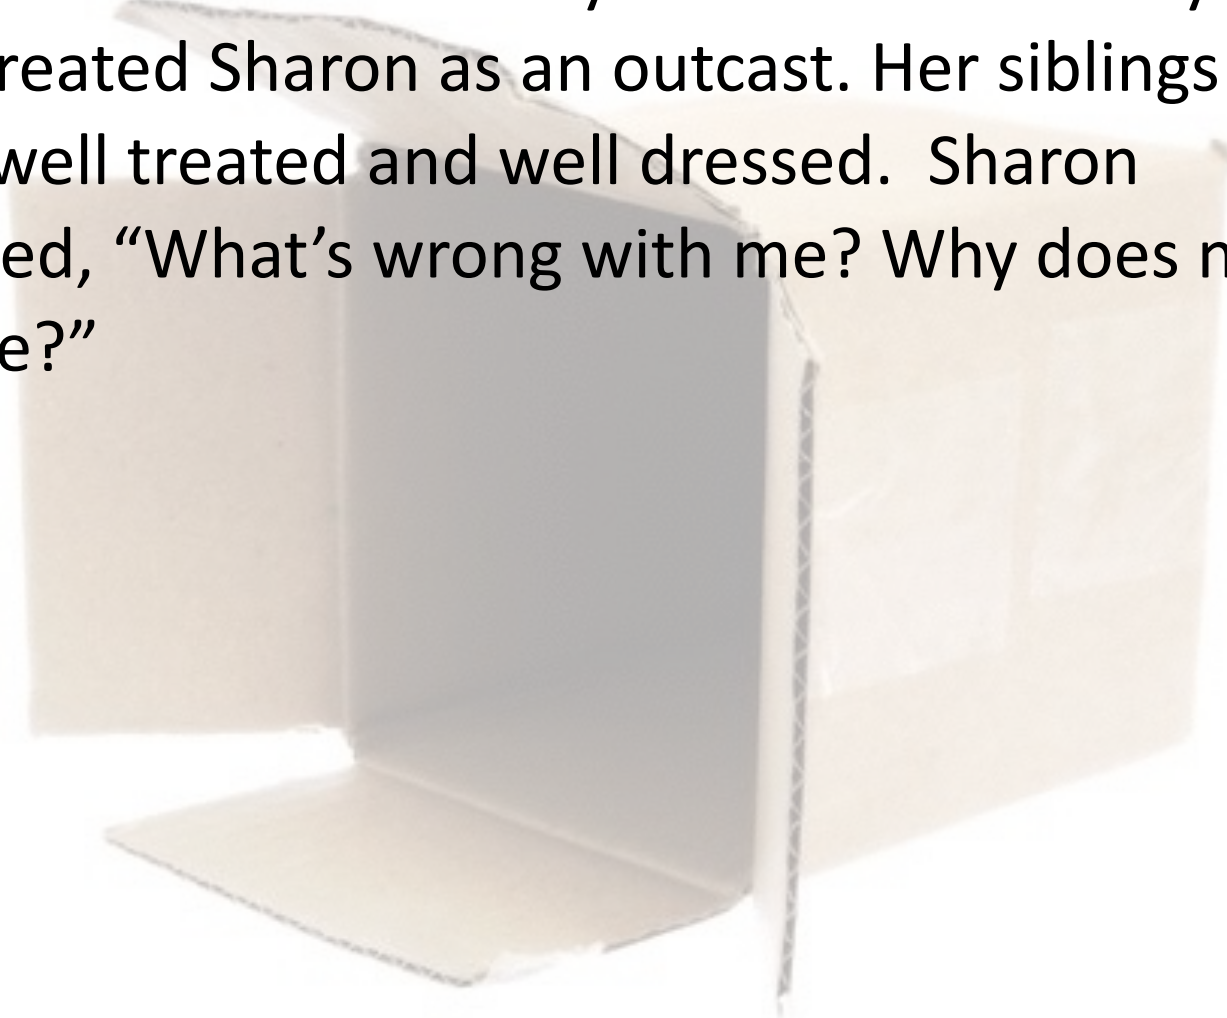 reated Sharon as an outcast. Her siblings
well treated and well dressed. Sharon
ed, “What’s wrong with me? Why does
e?”